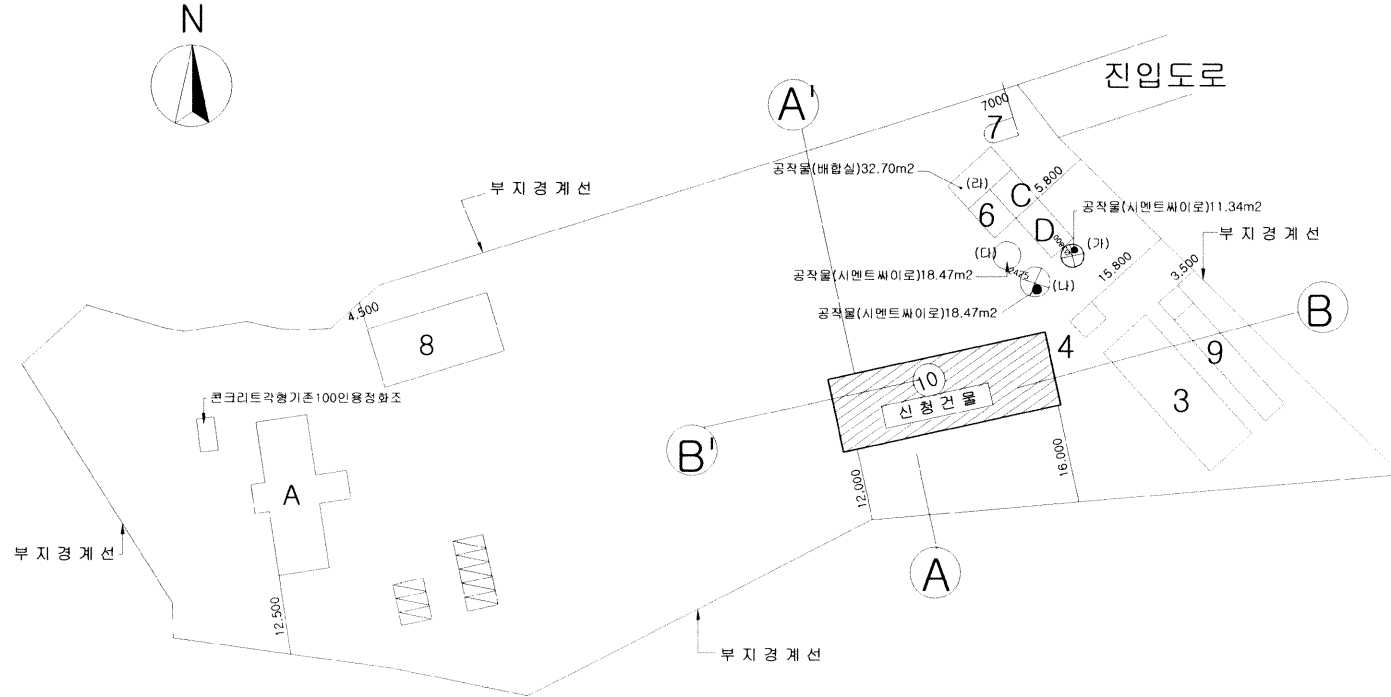 N
진입도로
A'
7000
7
공작물(배합실)32.70m2
(라)
C
5.800
부 지 경 계 선
6
D
공작물(시멘트싸이로)11.34m2
(가)
부 지 경 계 선
(다)
공작물(시멘트싸이로)18.47m2
2475
(나)
15.800
3.500
공작물(시멘트싸이로)18.47m2
B
4.500
8
4
9
10
신 청 건 물
3
콘크리트각형기존100인용정화조
B'
A
12.000
16.000
부 지 경 계 선
A
12.500
부 지 경 계 선